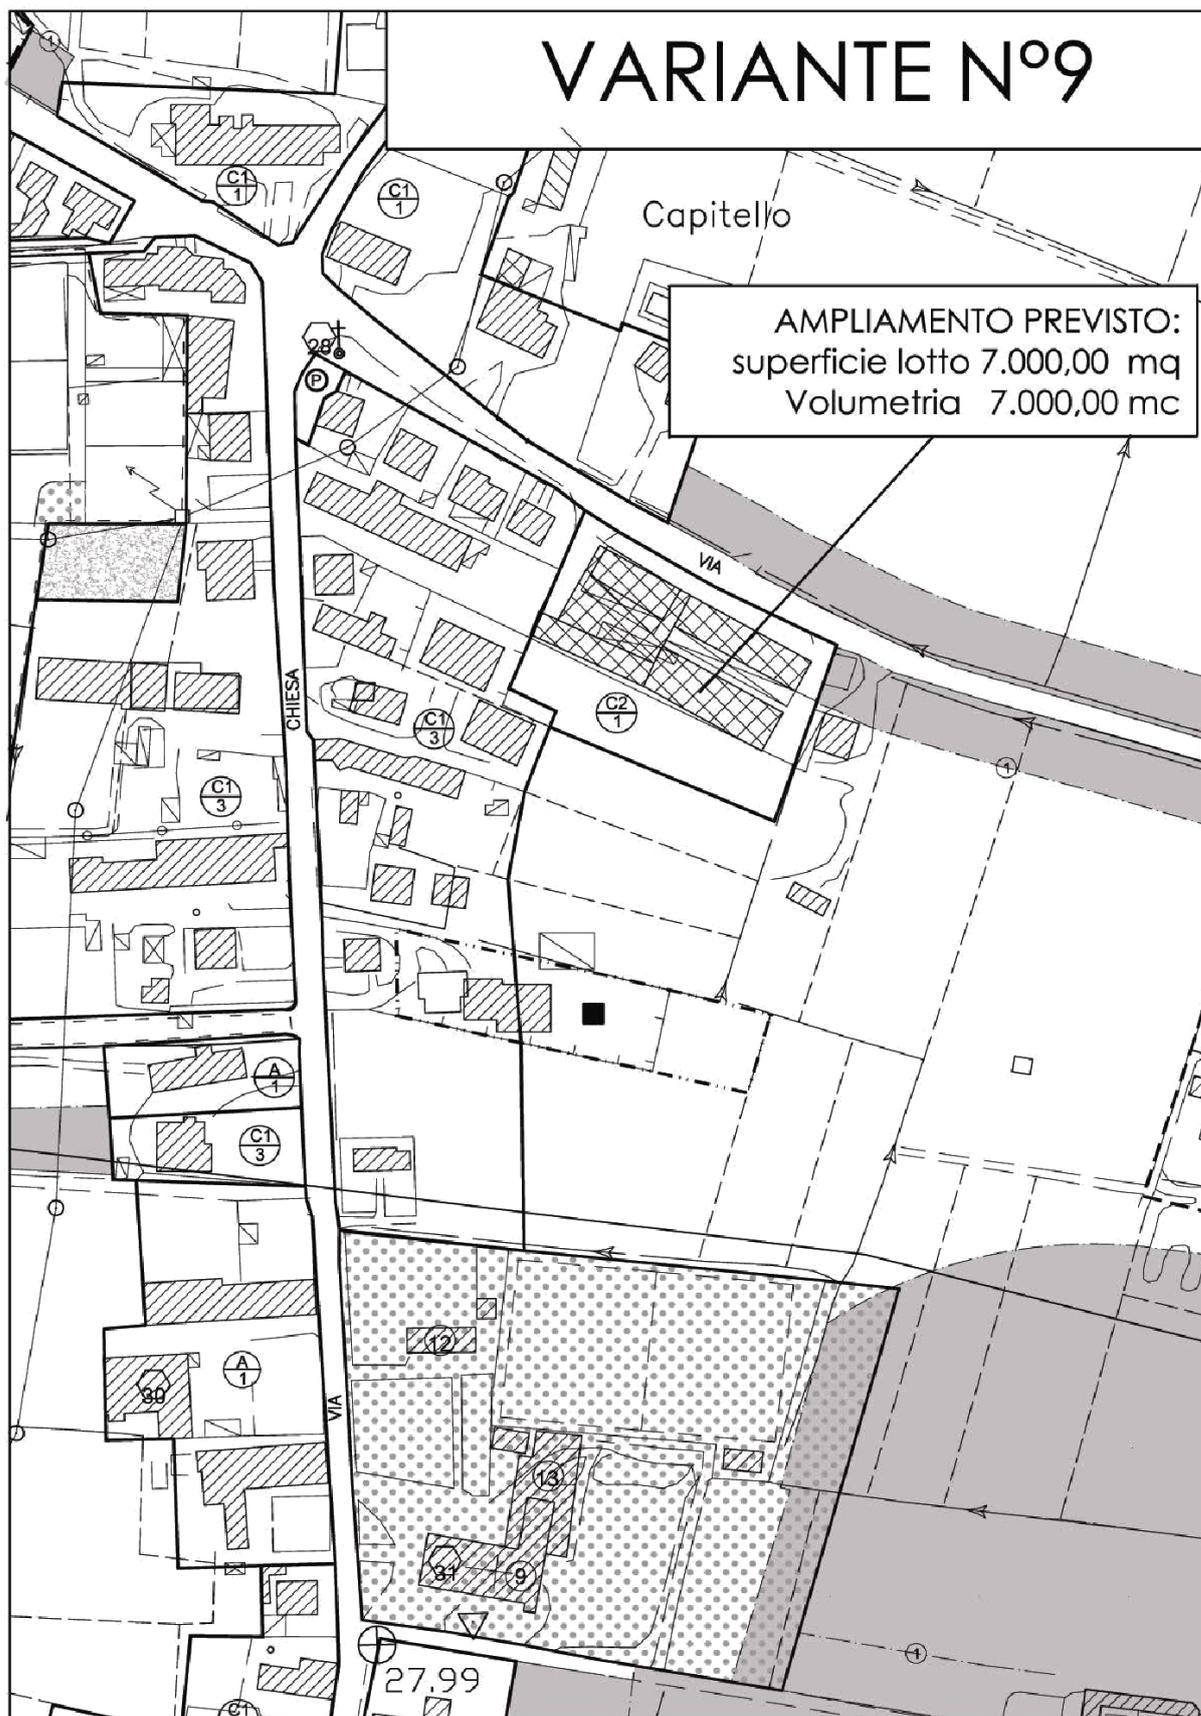 VARIANTE N°9
1
C1
1
C1
1
Capitello
AMPLIAMENTO PREVISTO:
superficie lotto 7.000,00 mq
Volumetria 7.000,00 mc
28
P
VIA
CHIESA
C2
1
C1
3
C1
3
1
A
1
C1
3
12
A
1
30
VIA
13
31
9
1
27.99
C1